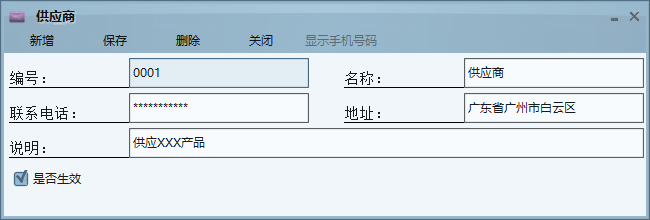 供应商
新增 保存 删除 关闭 显示手机号码
编号： 0001 名称： 供应商
联系电话： *********** 地址： 广东省广州市白云区
说明： 供应XXX产品
是否生效